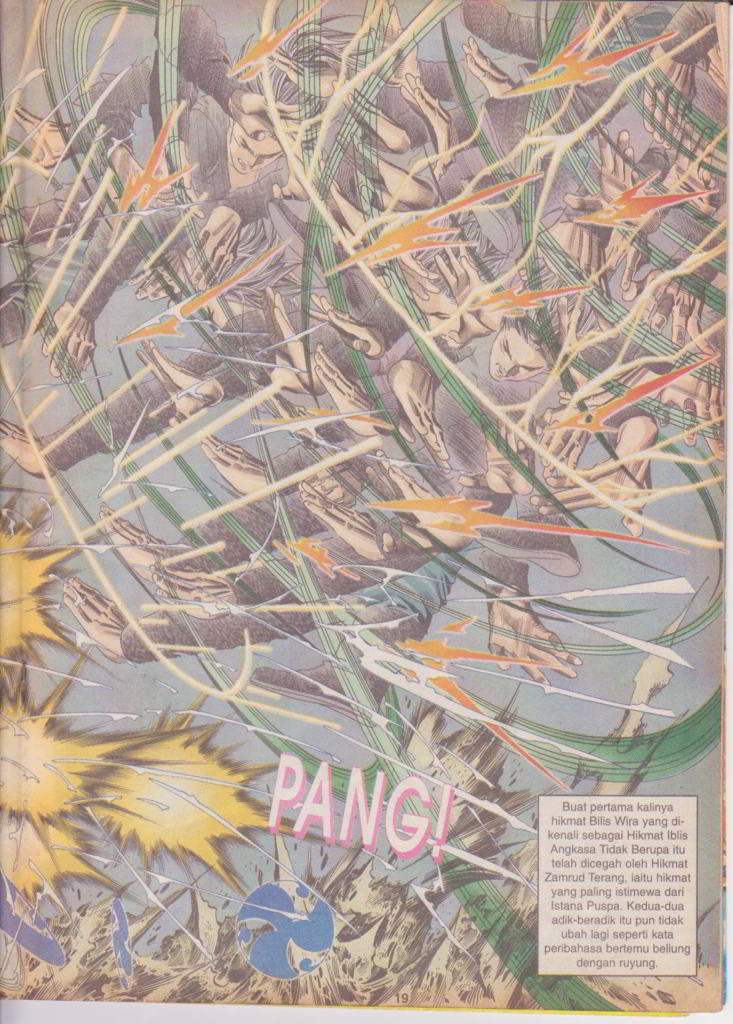 PANG!
Buat pertama kalinya
hikmat Bilis Wira yang di-
kenali sebagai Hikmat Iblis
Angkasa Tidak Berupa itu
telah dicegah oleh Hikmat
Zamrud Terang, iaitu hikmat
yang paling istimewa dari
Istana Puspa. Kedua-dua
adik-beradik itu pun tidak
ubah lagi seperti kata
peribahasa bertemu beliung
dengan ruyung.
19